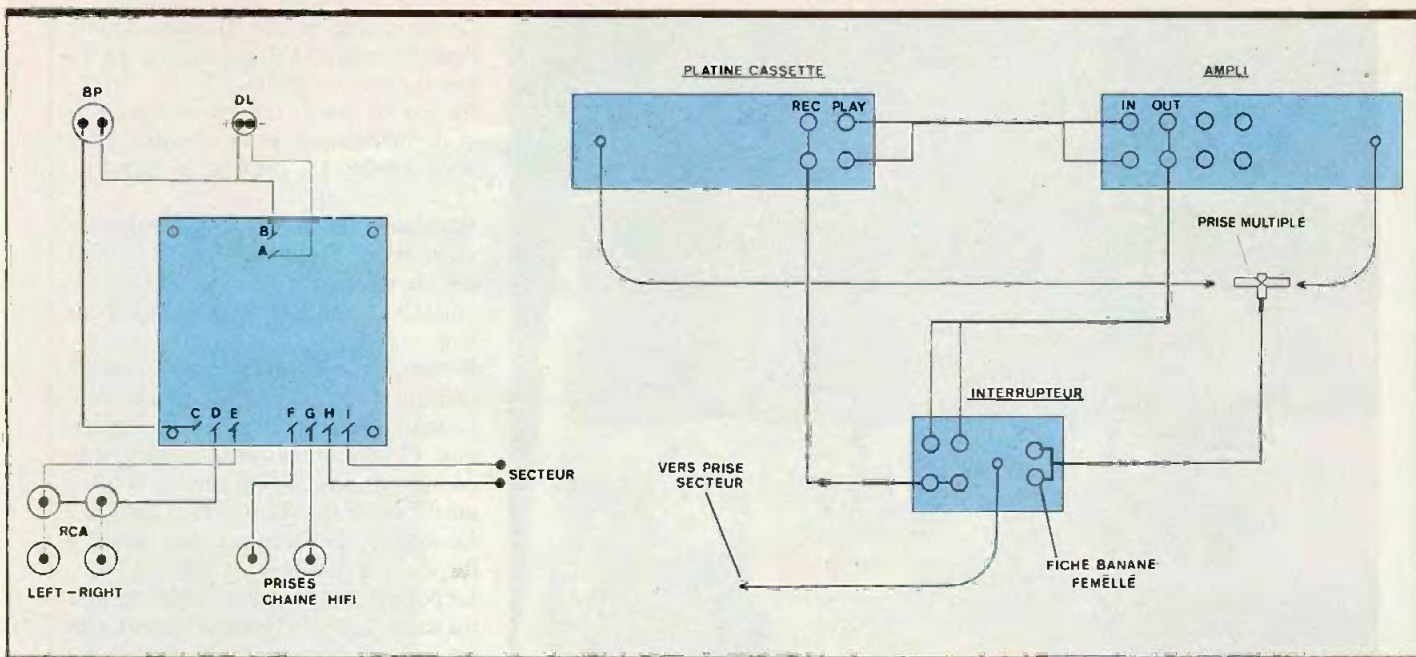 BP
DL
+ -
B
A
C D E F G H I
SECTEUR
RCA
LEFT - RIGHT
PRISES
CHAINE HIFI
PLATINE CASSETTE
REC PLAY
AMPLI
IN OUT
PRISE MULTIPLE
INTERRUPTEUR
VERS PRISE
SECTEUR
FICHE BANANE
FEMELLE